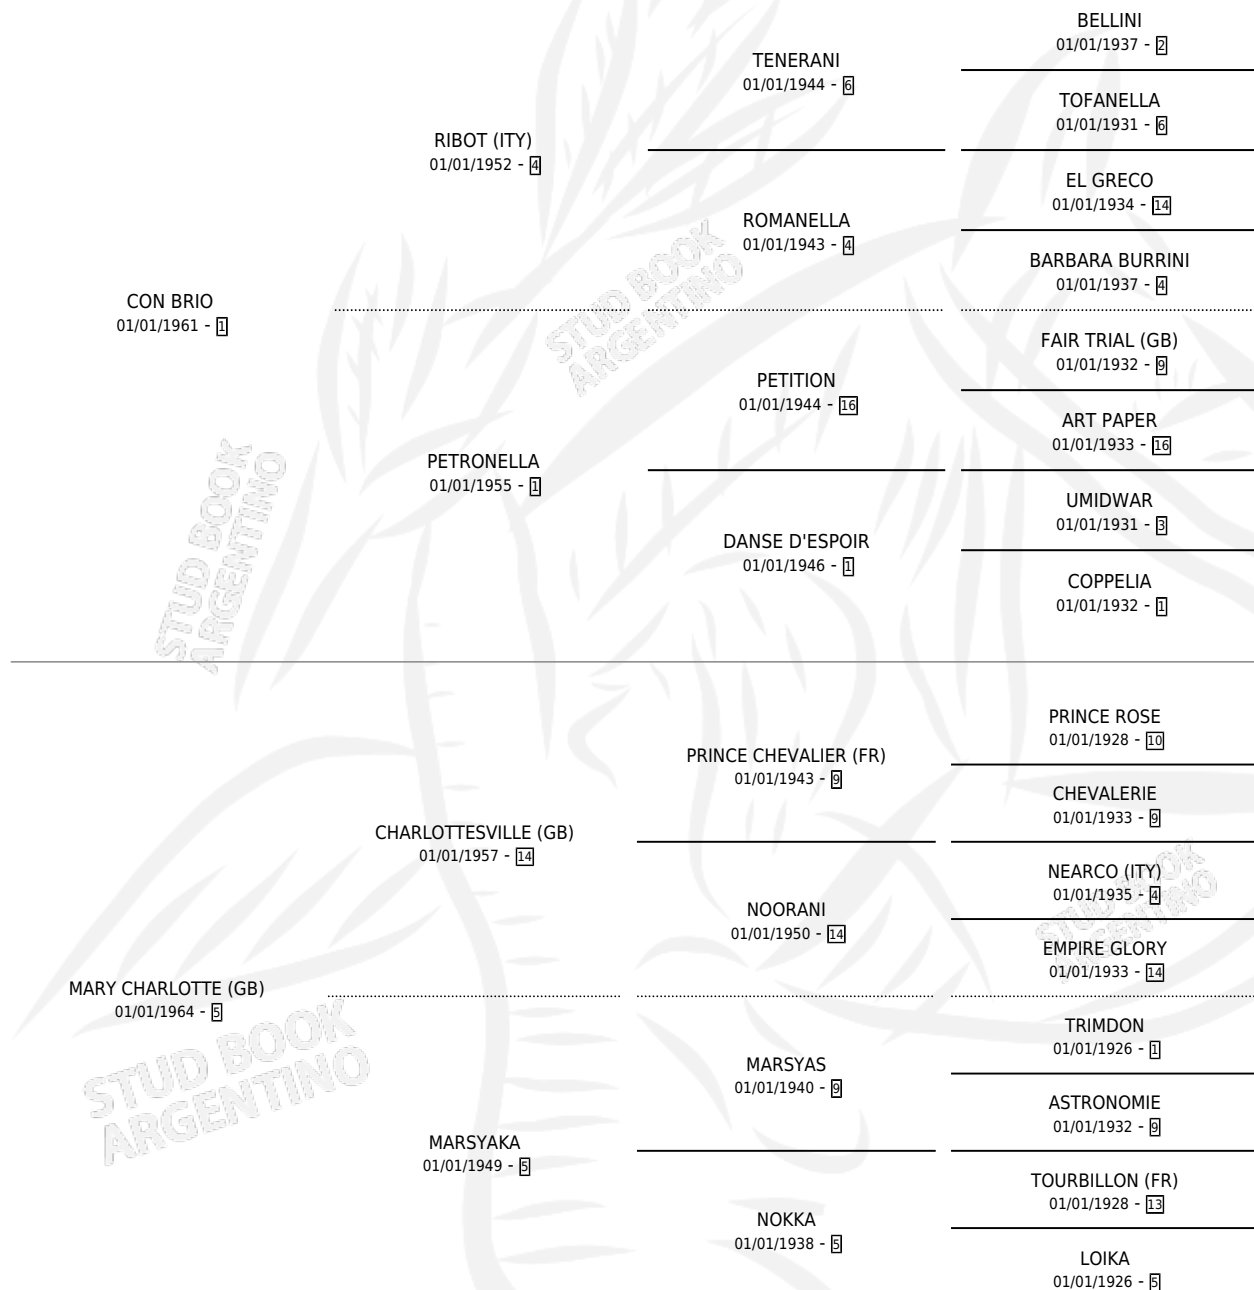 BELLINI
01/01/1937 - 2
TENERANI
01/01/1944 - 6
TOFANELLA
01/01/1931 - 6
RIBOT (ITY)
01/01/1952 - 4
EL GRECO
01/01/1934 - 14
ROMANELLA
01/01/1943 - 4
BARBARA BURRINI
01/01/1937 - 4
CON BRIO
01/01/1961 - 1
FAIR TRIAL (GB)
01/01/1932 - 9
PETITION
01/01/1944 - 16
ART PAPER
01/01/1933 - 16
PETRONELLA
01/01/1955 - 1
UMIDWAR
01/01/1931 - 3
DANSE D'ESPOIR
01/01/1946 - 1
COPPELIA
01/01/1932 - 1
PRINCE ROSE
01/01/1928 - 10
PRINCE CHEVALIER (FR)
01/01/1943 - 9
CHEVALERIE
01/01/1933 - 9
CHARLOTTESVILLE (GB)
01/01/1957 - 14
NEARCO (ITY)
01/01/1935 - 4
NOORANI
01/01/1950 - 14
EMPIRE GLORY
01/01/1933 - 14
MARY CHARLOTTE (GB)
01/01/1964 - 5
TRIMDON
01/01/1926 - 1
MARSYAS
01/01/1940 - 9
ASTRONOMIE
01/01/1932 - 9
MARSYAKA
01/01/1949 - 5
TOURBILLON (FR)
01/01/1928 - 13
NOKKA
01/01/1938 - 5
LOIKA
01/01/1926 - 5
STUD BOOK
ARGENTINO
STUD BOOK
ARGENTINO
STUD BOOK
ARGENTINO
STUD BOOK
ARGENTINO